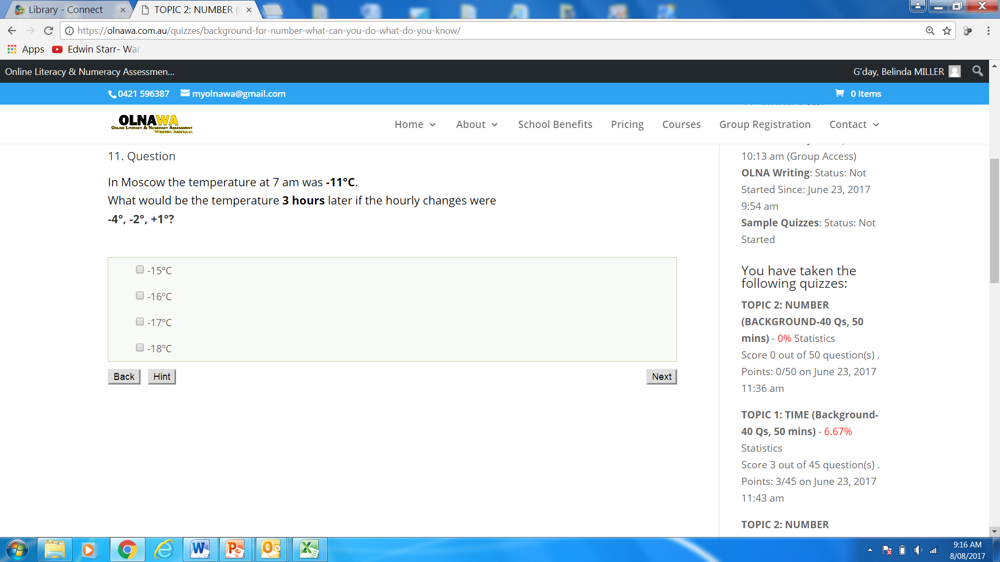 Library - Connect
TOPIC 2: NUMBER (
https://olnawa.com.au/quizzes/background-for-number-what-can-you-do-what-do-you-know/
Apps
Edwin Starr- War
Online Literacy & Numeracy Assessmen...
G'day, Belinda MILLER
0421 596387
myolnawa@gmail.com
0 Items
OLNAWA
ONLINE LITERACY & NUMERACY ASSESSMENT
WESTERN AUSTRALIA
Home
About
School Benefits
Pricing
Courses
Group Registration
Contact
11. Question
In Moscow the temperature at 7 am was -11°C.
What would be the temperature 3 hours later if the hourly changes were
-4°, -2°, +1°?
-15°C
-16°C
-17°C
-18°C
Back
Hint
Next
10:13 am (Group Access)
OLNA Writing: Status: Not
Started Since: June 23, 2017
9:54 am
Sample Quizzes: Status: Not
Started
You have taken the
following quizzes:
TOPIC 2: NUMBER
(BACKGROUND-40 Qs, 50
mins) - 0% Statistics
Score 0 out of 50 question(s) .
Points: 0/50 on June 23, 2017
11:36 am
TOPIC 1: TIME (Background-
40 Qs, 50 mins) - 6.67%
Statistics
Score 3 out of 45 question(s) .
Points: 3/45 on June 23, 2017
11:43 am
TOPIC 2: NUMBER
9:16 AM
8/08/2017